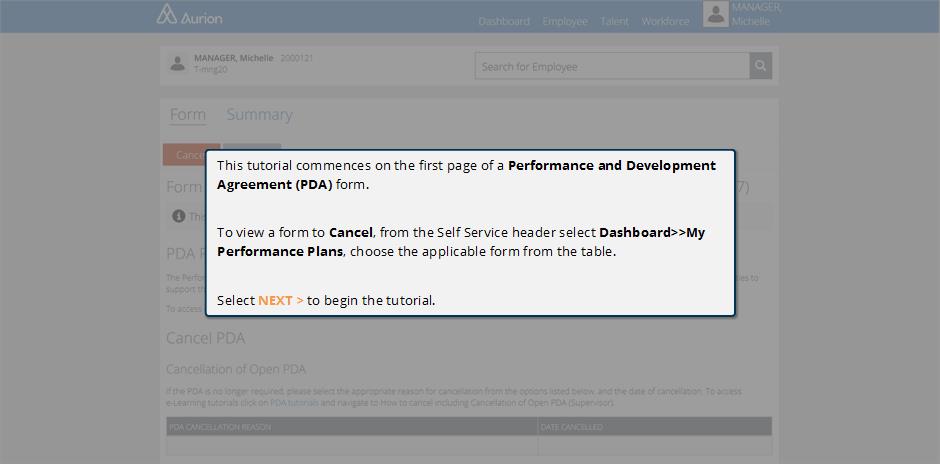 Aurion
Dashboard Employee Talent Workforce
MANAGER,
Michelle
MANAGER, Michelle 2000121
T-mng20
Search for Employee
Form Summary
Cancel
Form
7)
This
This tutorial commences on the first page of a Performance and Development
Agreement (PDA) form.
To view a form to Cancel, from the Self Service header select Dashboard>>My
Performance Plans, choose the applicable form from the table.
Select NEXT > to begin the tutorial.
PDA
The Perfor
ties to
support th
To access
Cancel PDA
Cancellation of Open PDA
If the PDA is no longer required, please select the appropriate reason for cancellation from the options listed below, and the date of cancellation. To access
e-Learning tutorials click on PDA tutorials and navigate to How to cancel including Cancellation of Open PDA (Supervisor).
PDA CANCELLATION REASON DATE CANCELLED